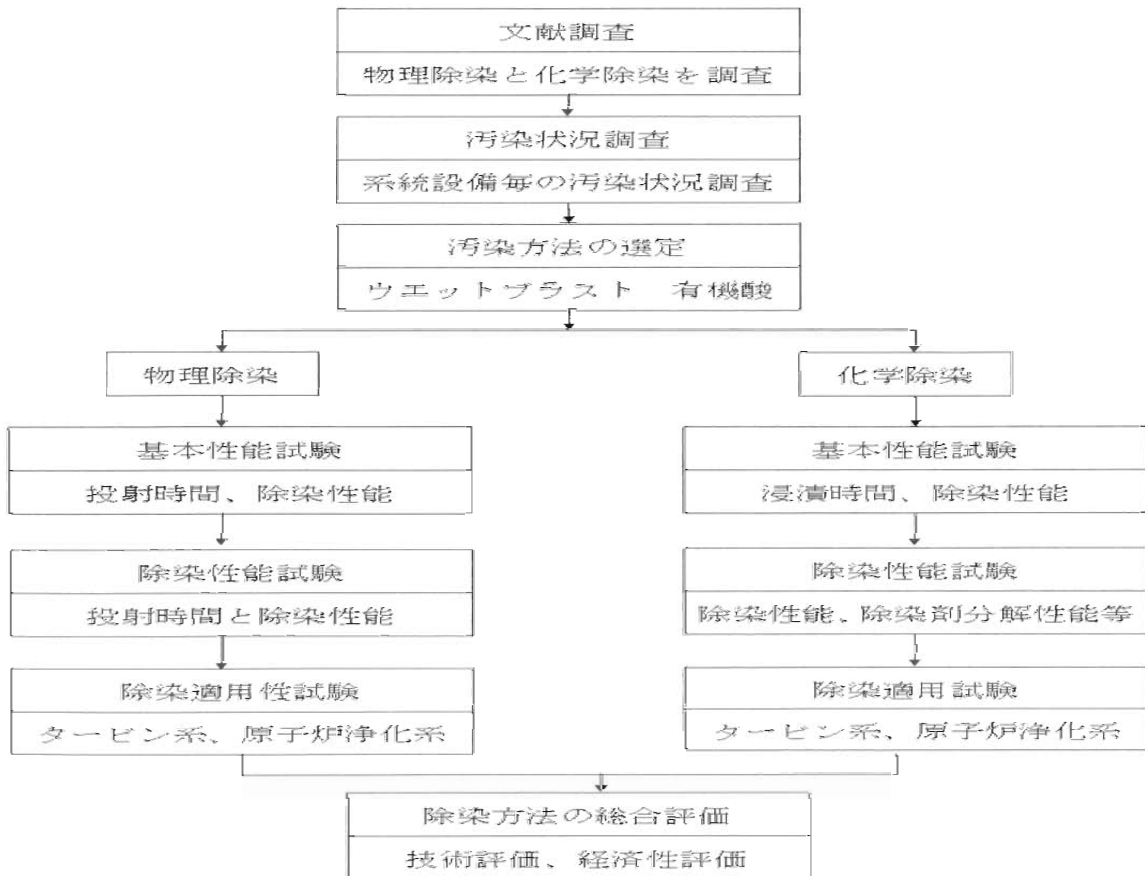 文献調査
物理除染と化学除染を調査
汚染状況調査
系統設備毎の汚染状況調査
汚染方法の選定
ウエットブラスト　有機酸
物理除染
化学除染
基本性能試験
投射時間、除染性能
基本性能試験
浸漬時間、除染性能
除染性能試験
投射時間と除染性能
除染性能試験
除染性能、除染剤分解性能等
除染適用性試験
タービン系、原子炉浄化系
除染適用試験
タービン系、原子炉浄化系
除染方法の総合評価
技術評価、経済性評価